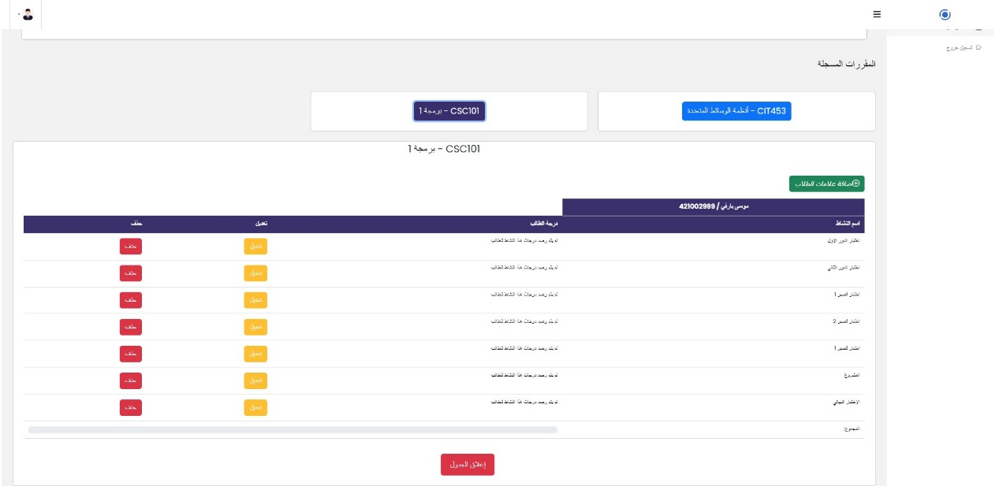 تسجيل خروج
المقررات المسجلة
CIT453 - أنظمة الوسائط المتعددة
CSC101 - برمجة 1
CSC101 - برمجة 1
اضافة علامات الطلاب
موسى بارقي / 421002999
اسم النشاط درجة الطالب تعديل حذف
اختبار الدور الاول لم يتم رصد درجات هذا النشاط للطالب تعديل حذف
اختبار الدور الثاني لم يتم رصد درجات هذا النشاط للطالب تعديل حذف
اختبار قصير 1 لم يتم رصد درجات هذا النشاط للطالب تعديل حذف
اختبار قصير 2 لم يتم رصد درجات هذا النشاط للطالب تعديل حذف
اختبار قصير 1 لم يتم رصد درجات هذا النشاط للطالب تعديل حذف
المشروع لم يتم رصد درجات هذا النشاط للطالب تعديل حذف
الاختبار النهائي لم يتم رصد درجات هذا النشاط للطالب تعديل حذف
المجموع:
إغلاق الجدول